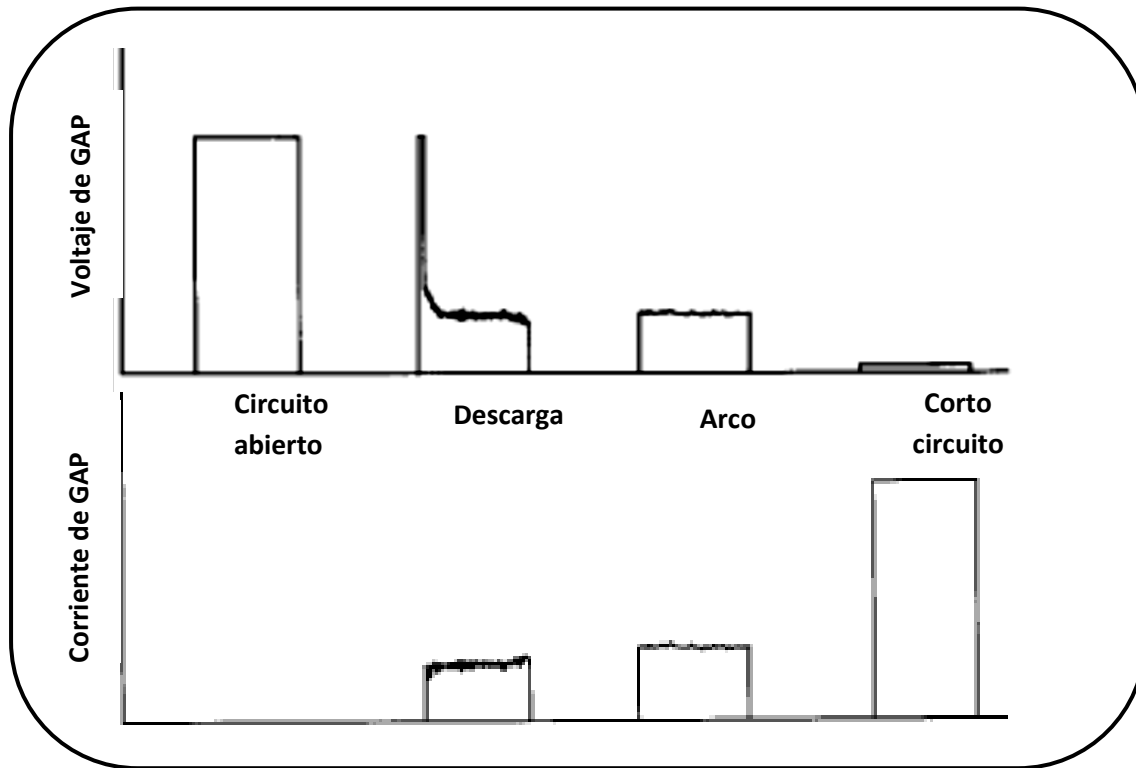 Voltaje de GAP
Circuito
abierto
Descarga
Arco
Corto
circuito
Corriente de GAP